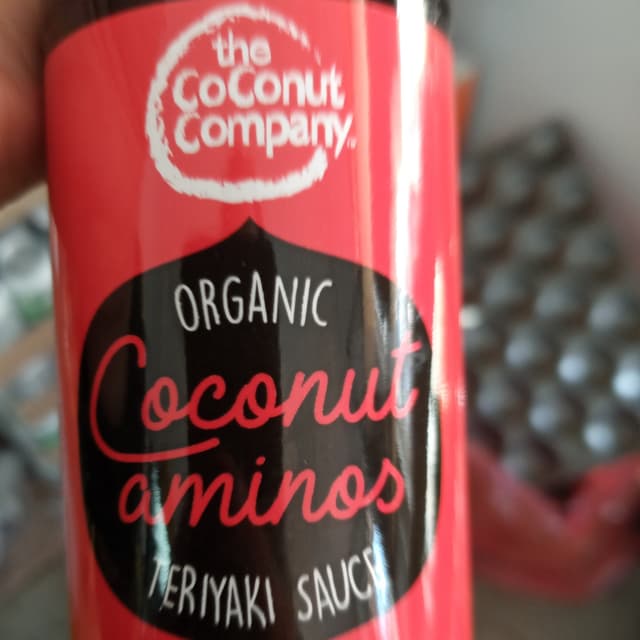 the
CoConut
Company
ORGANIC
Coconut
aminos
TERIYAKI SAUCE